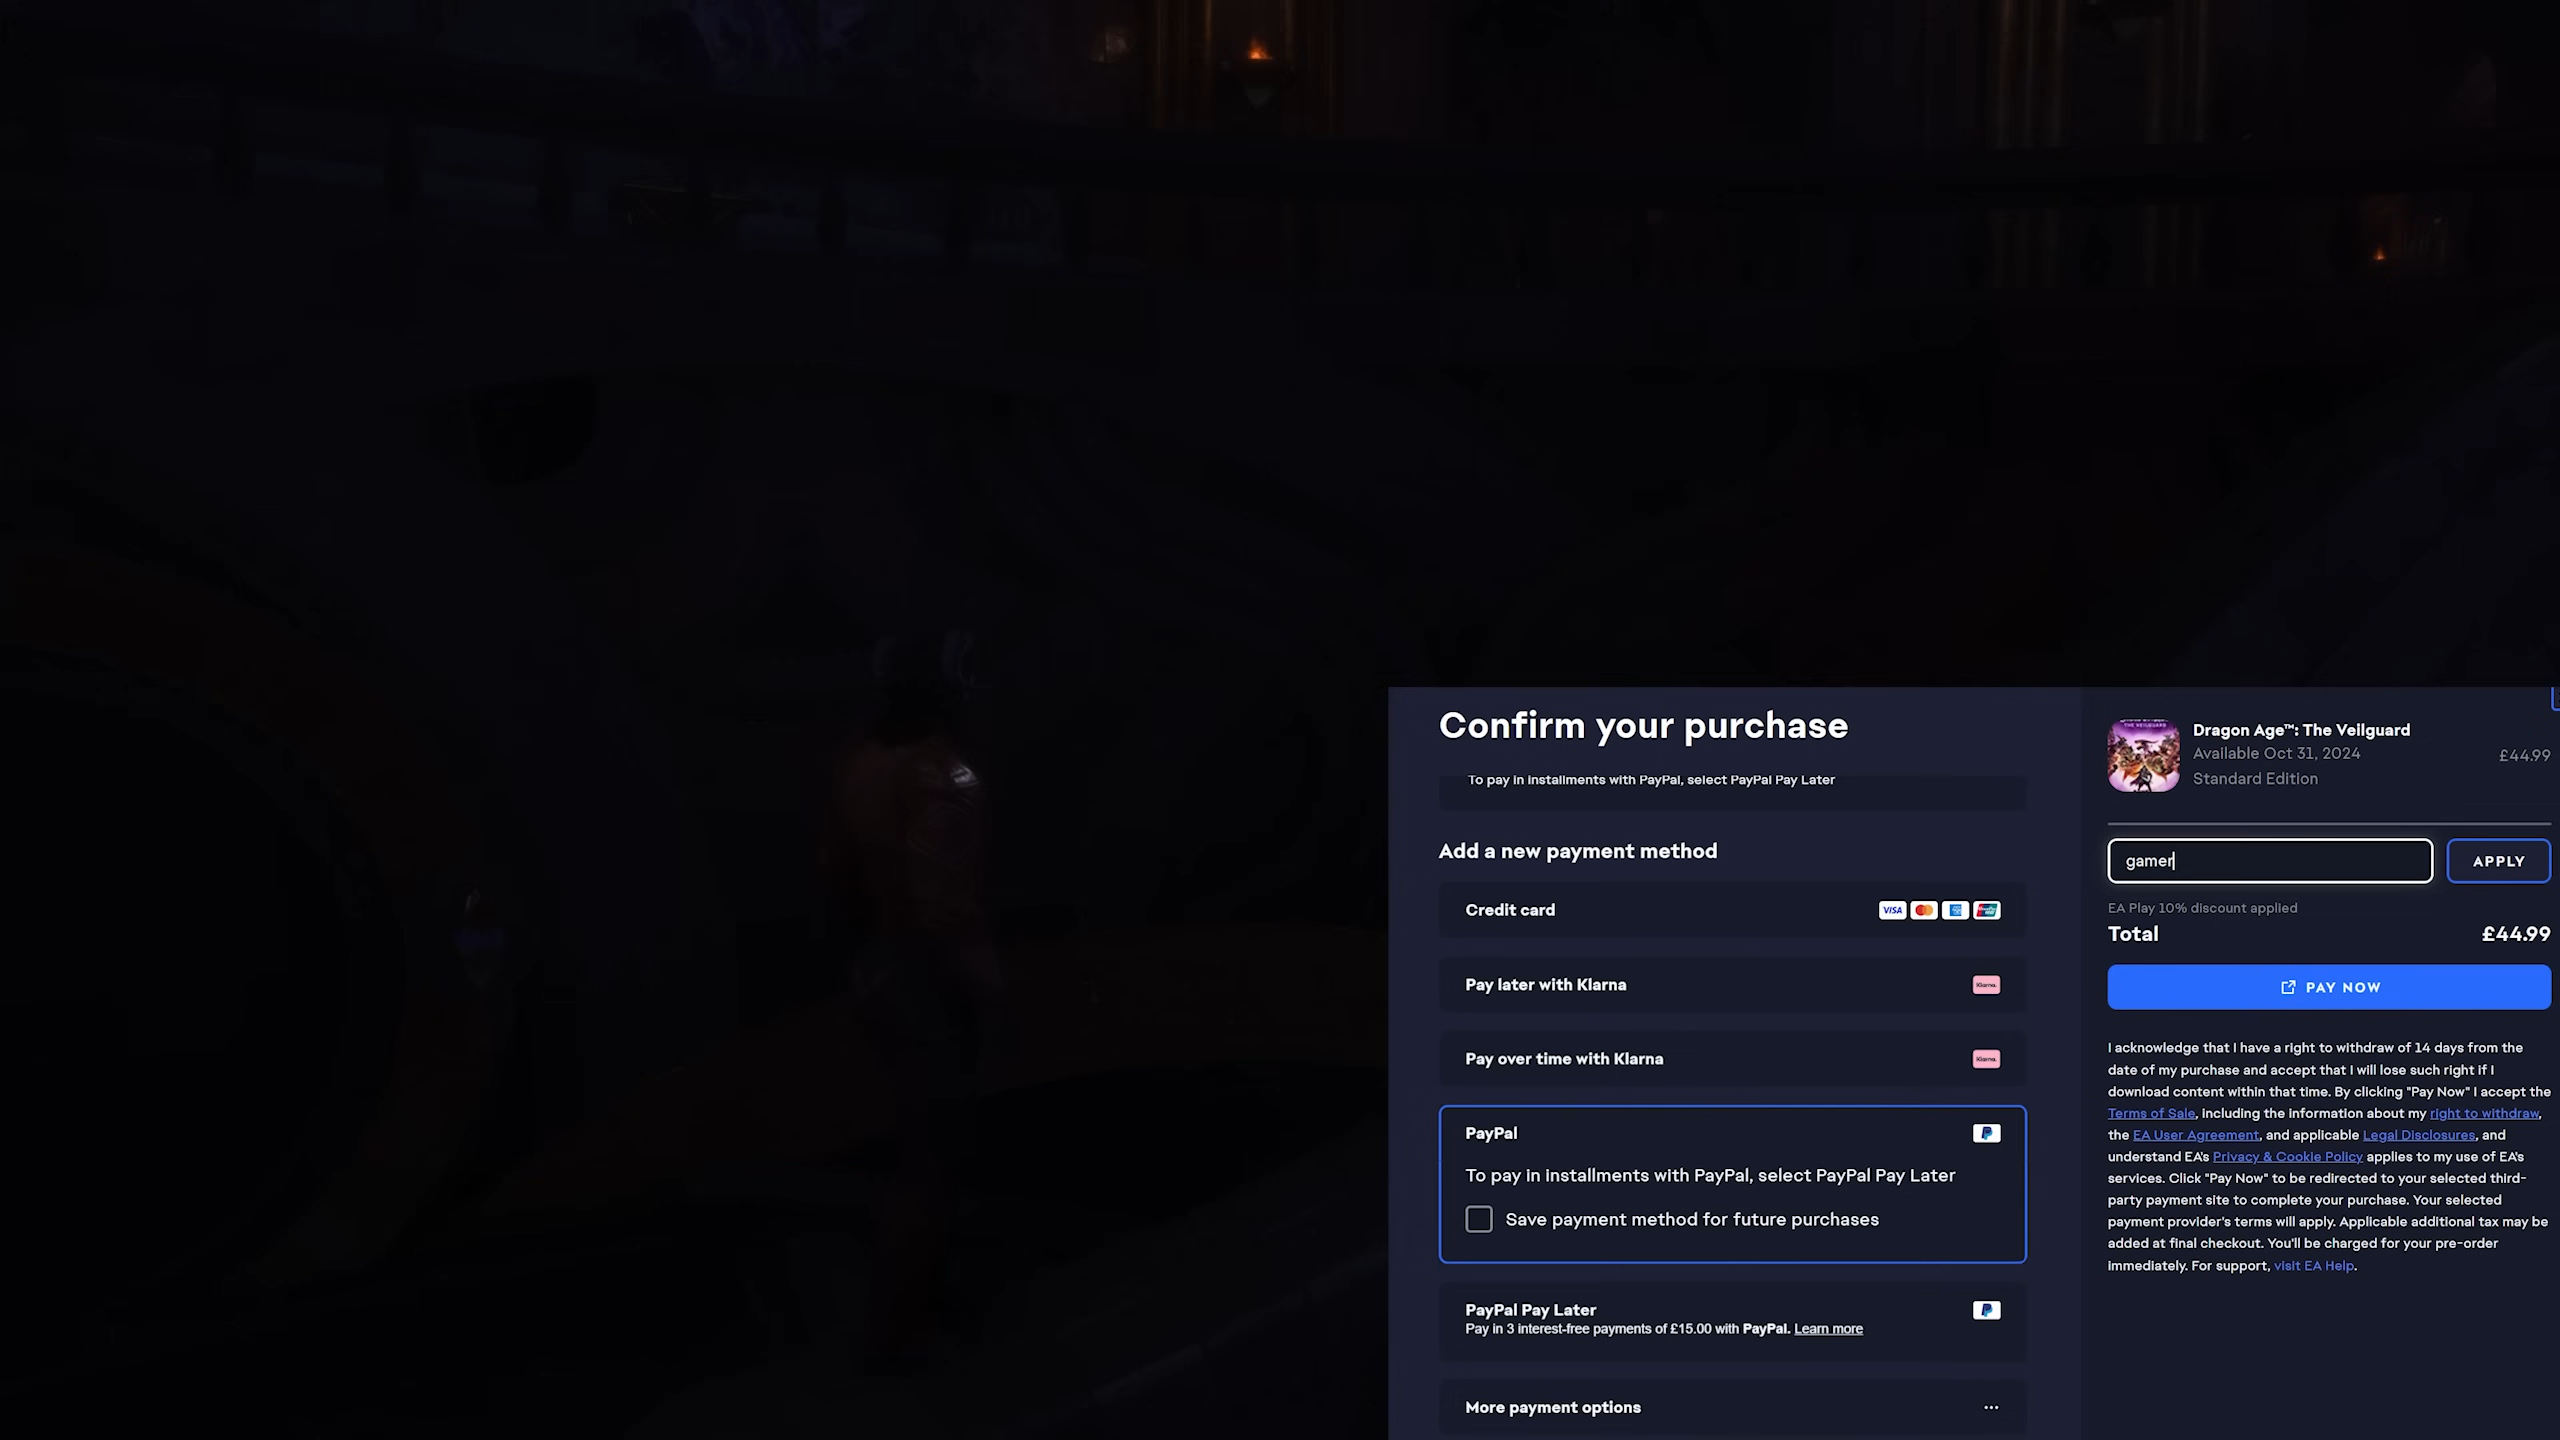 Confirm your purchase
To pay in installments with PayPal, select PayPal Pay Later
Add a new payment method
Credit card
VISA
Pay later with Klarna
Klarna.
Pay over time with Klarna
Klarna.
PayPal
To pay in installments with PayPal, select PayPal Pay Later
Save payment method for future purchases
PayPal Pay Later
Pay in 3 interest-free payments of £15.00 with PayPal. Learn more
More payment options
...
THE VEILGUARD
Dragon Age™: The Veilguard
Available Oct 31, 2024
£44.99
Standard Edition
gamer
APPLY
EA Play 10% discount applied
Total £44.99
PAY NOW
I acknowledge that I have a right to withdraw of 14 days from the
date of my purchase and accept that I will lose such right if I
download content within that time. By clicking "Pay Now" I accept the
Terms of Sale, including the information about my right to withdraw,
the EA User Agreement, and applicable Legal Disclosures, and
understand EA's Privacy & Cookie Policy applies to my use of EA's
services. Click "Pay Now" to be redirected to your selected third-
party payment site to complete your purchase. Your selected
payment provider's terms will apply. Applicable additional tax may be
added at final checkout. You'll be charged for your pre-order
immediately. For support, visit EA Help.